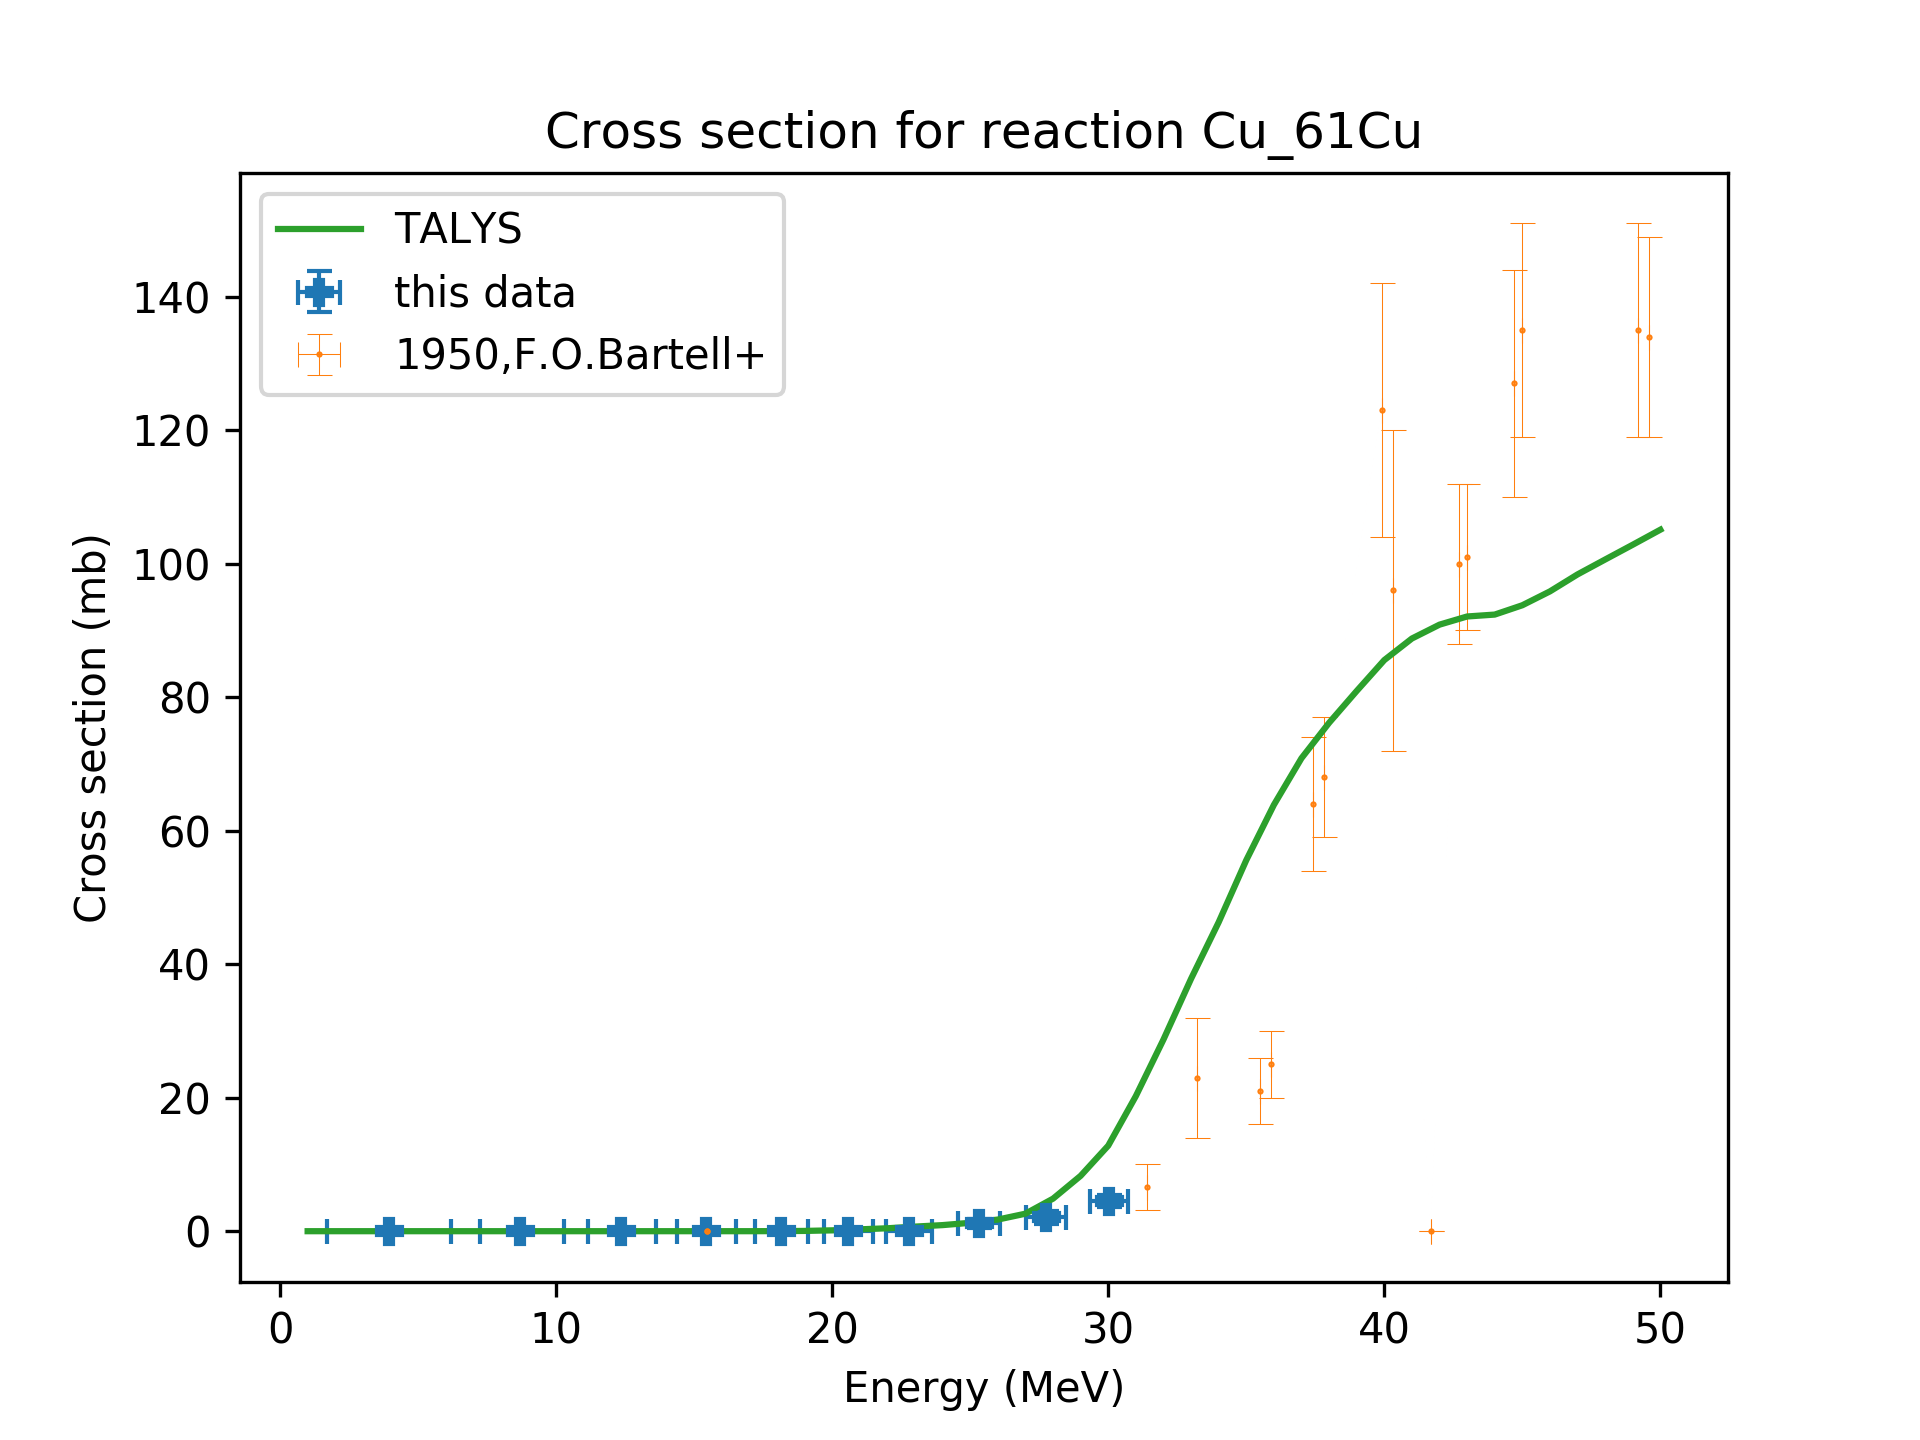 Cross section for reaction Cu_61Cu
TALYS
this data
1950,F.O.Bartell+
140
120
100
80
60
40
20
0
Cross section (mb)
0 10 20 30 40 50
Energy (MeV)